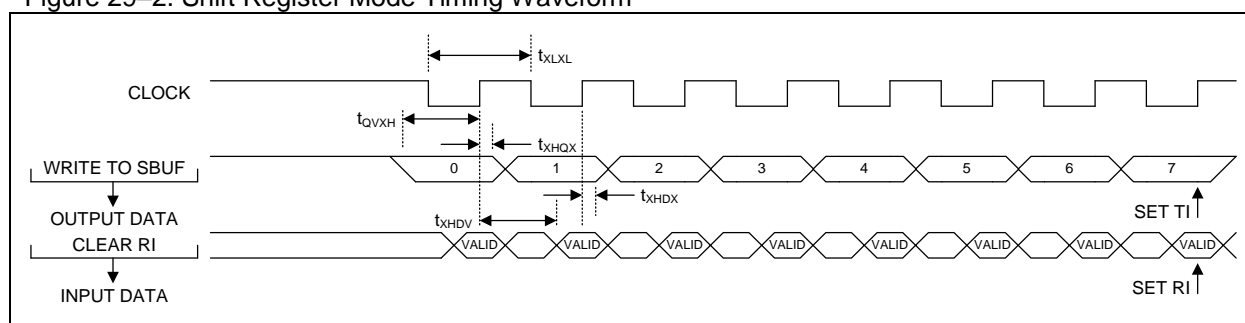 Figure 29–2. Shift Register Mode Timing Waveform
tXLXL
CLOCK
tQVXH
tXHQX
WRITE TO SBUF
0 1 2 3 4 5 6 7
tXHDX
OUTPUT DATA
SET TI
tXHDV
CLEAR RI
VALID VALID VALID VALID VALID VALID VALID VALID
INPUT DATA
SET RI